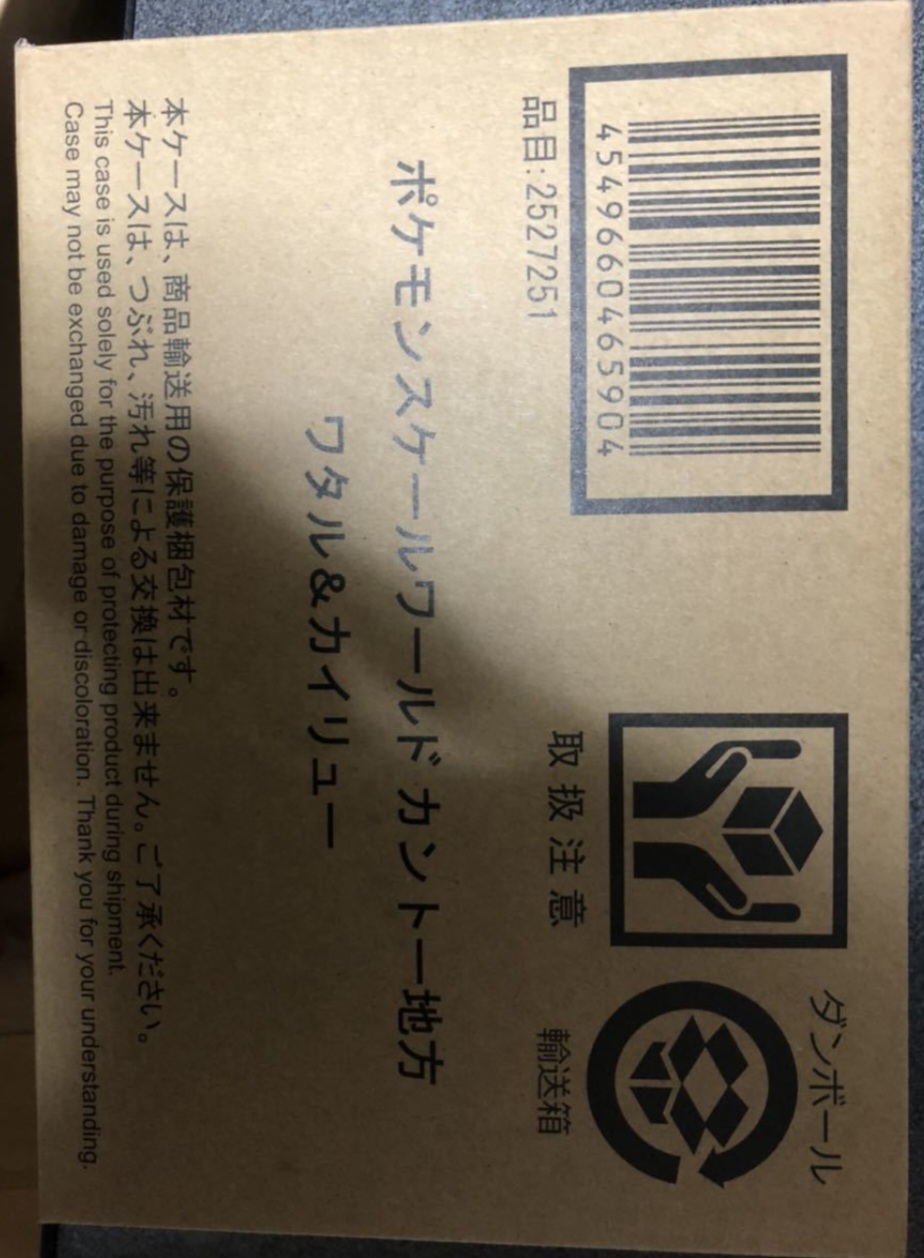 4549660465904
品目:2527251
取扱注意
ダンボール
輸送箱
ポケモンスケールワールド カントー地方
ワタル&カイリュー
本ケースは、商品輸送用の保護梱包材です。
本ケースは、つぶれ、汚れ等による交換は出来ません。ご了承ください。
This case is used solely for the purpose of protecting product during shipment.
Case may not be exchanged due to damage or discoloration. Thank you for your understanding.